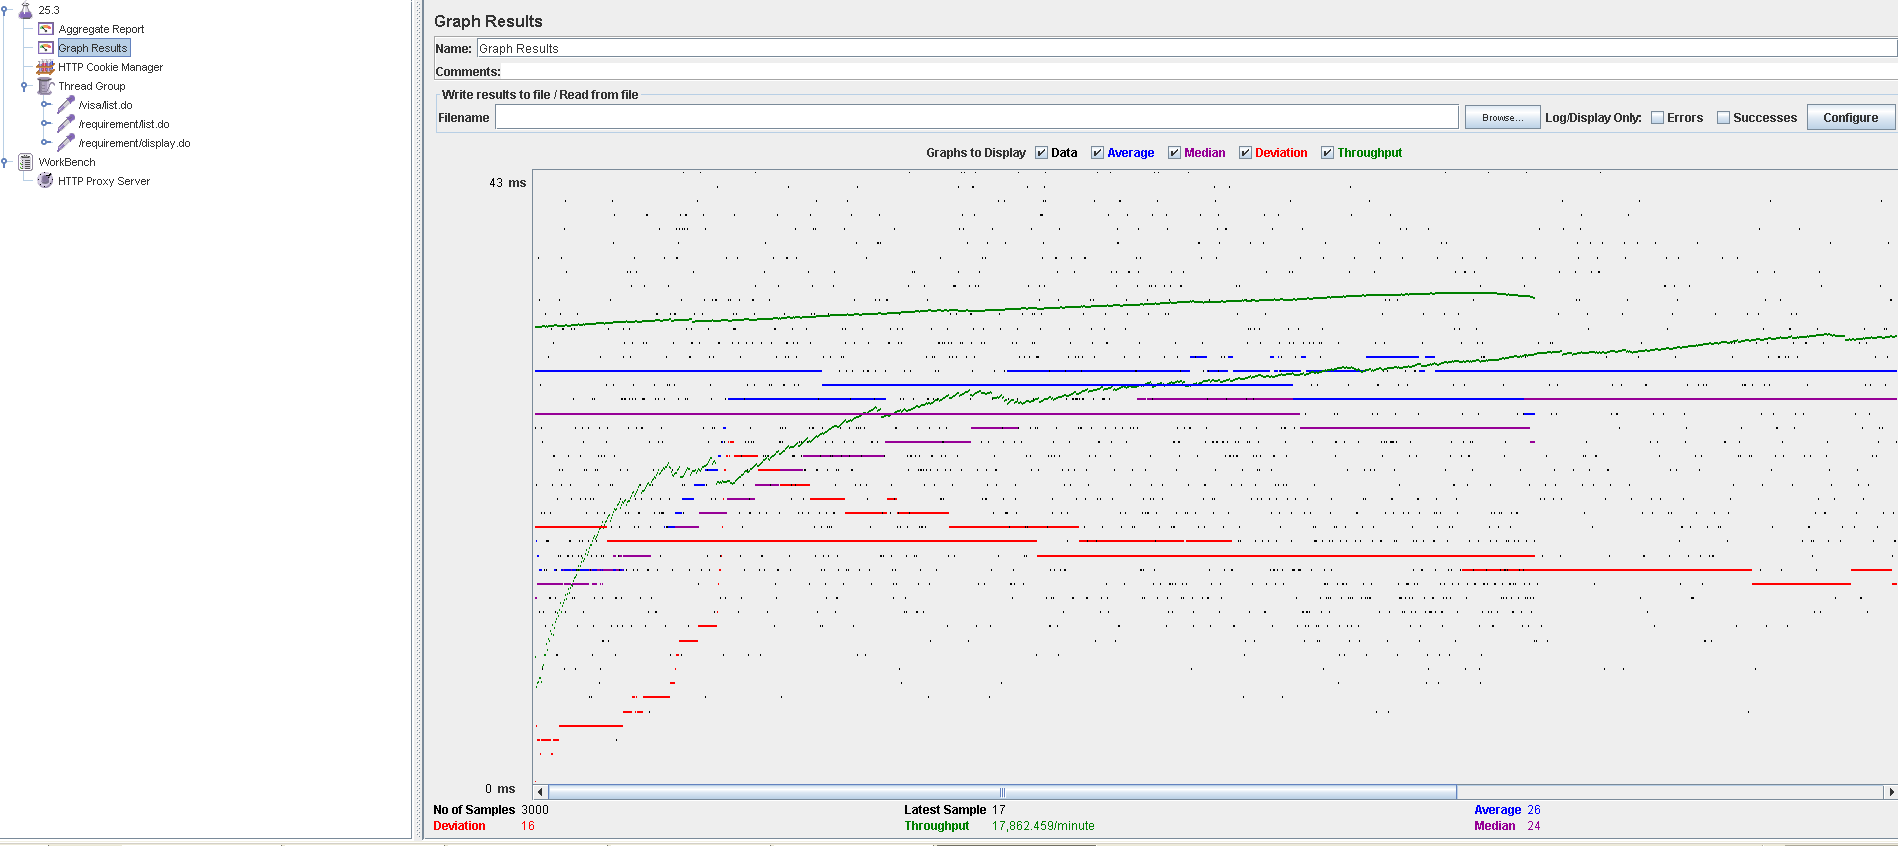 25.3
Aggregate Report
Graph Results
HTTP Cookie Manager
Thread Group
/visa/list.do
/requirement/list.do
/requirement/display.do
WorkBench
HTTP Proxy Server
Graph Results
Name: Graph Results
Comments:
Write results to file / Read from file
Filename Browse... Log/Display Only: Errors Successes Configure
Graphs to Display Data Average Median Deviation Throughput
43 ms
0 ms
No of Samples 3000 Latest Sample 17 Average 26
Deviation 16 Throughput 17,862.459/minute Median 24